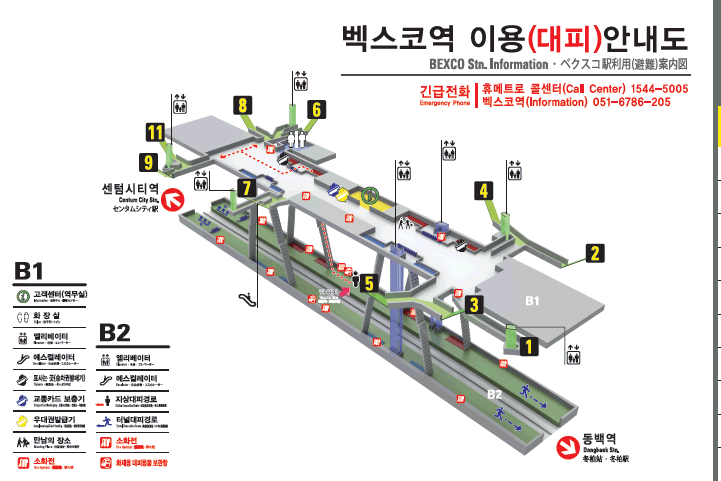 벡스코역 이용(대피)안내도
BEXCO Stn. Information · ベクスコ駅利用(避難)案内図
긴급전화
Emergency Phone
휴메트로 콜센터(Call Center) 1544-5005
벡스코역(Information) 051-6786-205
6
8
11
9
4
7
센텀시티역
Centum City Stn.
センタムシティ駅
2
5
3
B1
1
B2
동백역
Dongbaek Stn.
冬柏站 · 冬柏駅
B1
고객센터(역무실)
화 장 실
엘리베이터
에스컬레이터
표사는 곳(승차권발매기)
교통카드 보충기
우대권발급기
만남의 장소
소화전
B2
엘리베이터
에스컬레이터
지상대피경로
터널대피경로
소화전
화재용 대피용품 보관함